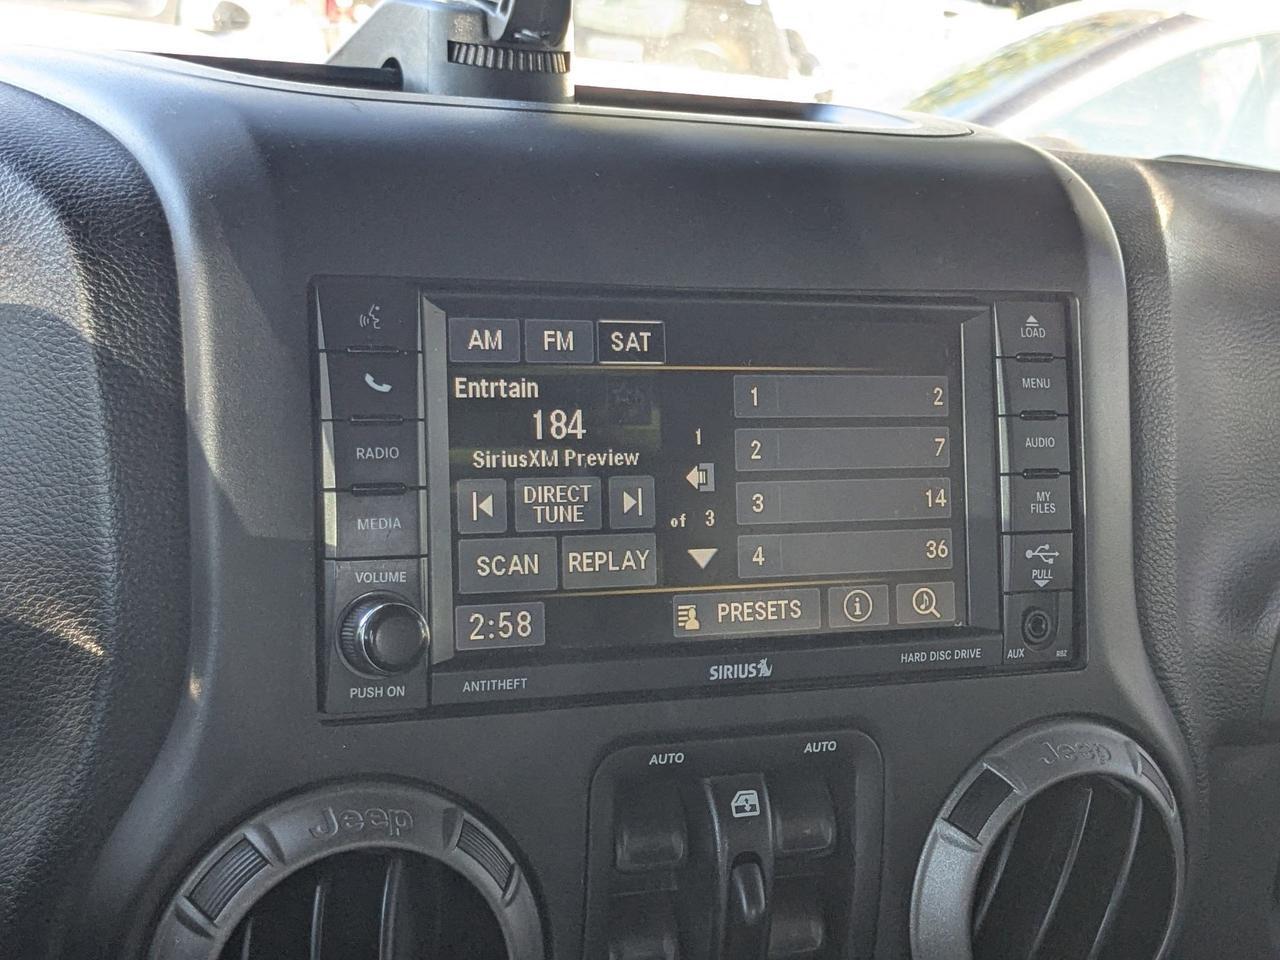 AM FM SAT
Entrtain
184
SiriusXM Preview
DIRECT
TUNE
SCAN REPLAY
1
of 3
1 2
2 7
3 14
4 36
2:58 PRESETS
RADIO
MEDIA
VOLUME
PUSH ON
LOAD
MENU
AUDIO
MY
FILES
PULL
AUX RBZ
ANTITHEFT SIRIUS HARD DISC DRIVE
AUTO AUTO
Jeep Jeep